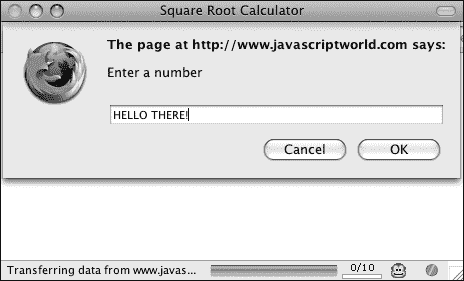 Square Root Calculator
The page at http://www.javascriptworld.com says:
Enter a number
HELLO THERE!
Cancel
OK
Transferring data from www.javas...
0/10